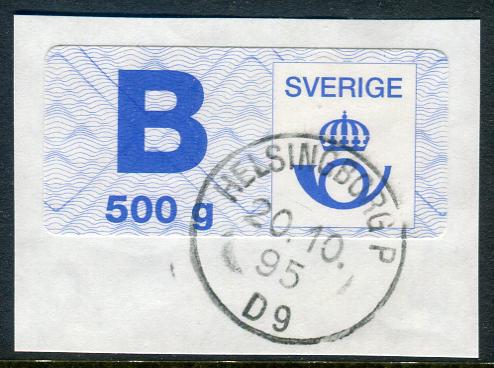 B
500 g
SVERIGE
HELSINGBORG P
20.10.
95
D9